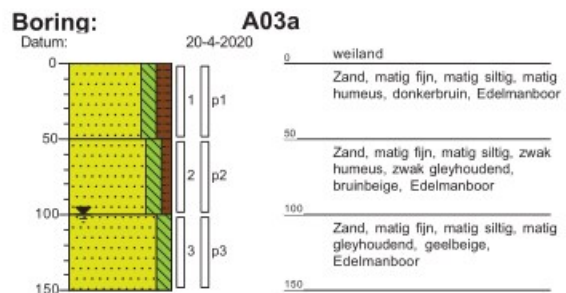 Boring: A03a
Datum: 20-4-2020
0
1 p1
50
2 p2
100
3 p3
150
0 weiland
Zand, matig fijn, matig siltig, matig
humeus, donkerbruin, Edelmanboor
50
Zand, matig fijn, matig siltig, zwak
humeus, zwak gleyhoudend,
bruinbeige, Edelmanboor
100
Zand, matig fijn, matig siltig, matig
gleyhoudend, geelbeige,
Edelmanboor
150